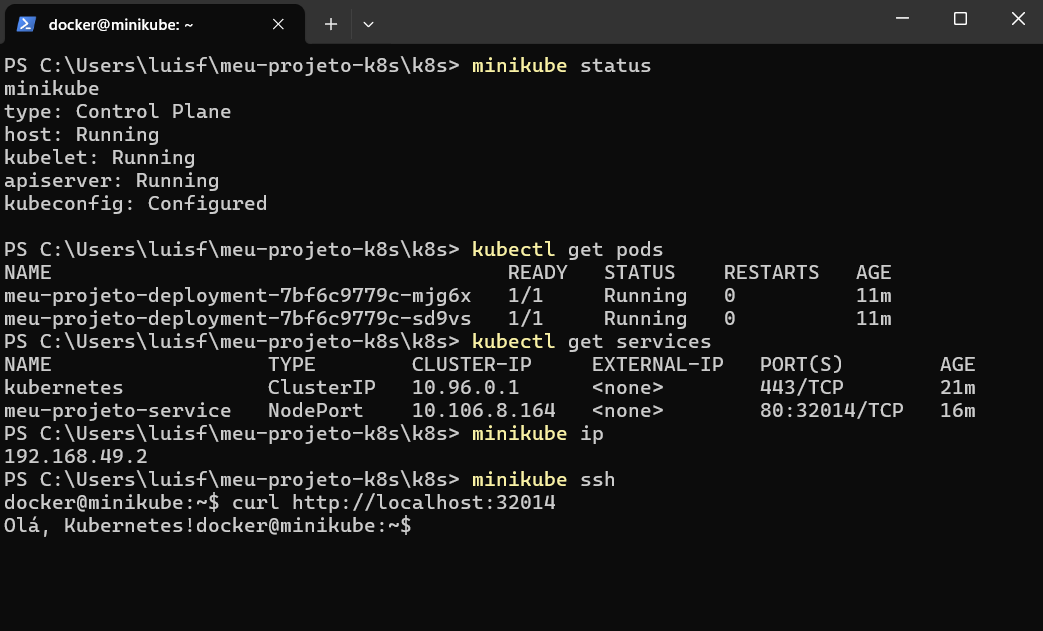 docker@minikube: ~
PS C:\Users\luisf\meu-projeto-k8s\k8s> minikube status
minikube
type: Control Plane
host: Running
kubelet: Running
apiserver: Running
kubeconfig: Configured
PS C:\Users\luisf\meu-projeto-k8s\k8s> kubectl get pods
NAME READY STATUS RESTARTS AGE
meu-projeto-deployment-7bf6c9779c-mjg6x 1/1 Running 0 11m
meu-projeto-deployment-7bf6c9779c-sd9vs 1/1 Running 0 11m
PS C:\Users\luisf\meu-projeto-k8s\k8s> kubectl get services
NAME TYPE CLUSTER-IP EXTERNAL-IP PORT(S) AGE
kubernetes ClusterIP 10.96.0.1 <none> 443/TCP 21m
meu-projeto-service NodePort 10.106.8.164 <none> 80:32014/TCP 16m
PS C:\Users\luisf\meu-projeto-k8s\k8s> minikube ip
192.168.49.2
PS C:\Users\luisf\meu-projeto-k8s\k8s> minikube ssh
docker@minikube:~$ curl http://localhost:32014
Olá, Kubernetes!docker@minikube:~$